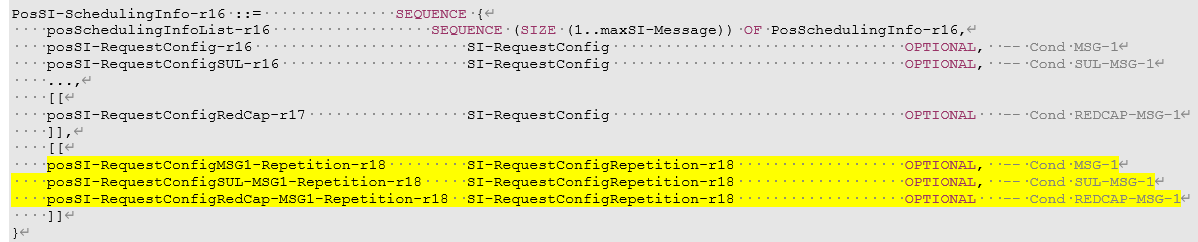 PosSI-SchedulingInfo-r16 ::=               SEQUENCE {
    posSchedulingInfoList-r16                  SEQUENCE (SIZE (1..maxSI-Message)) OF PosSchedulingInfo-r16,
    posSI-RequestConfig-r16                        SI-RequestConfig                                 OPTIONAL,  -- Cond MSG-1
    posSI-RequestConfigSUL-r16                     SI-RequestConfig                                 OPTIONAL,  -- Cond SUL-MSG-1
    ...,
    [[
    posSI-RequestConfigRedCap-r17                  SI-RequestConfig                                 OPTIONAL   -- Cond REDCAP-MSG-1
    ]],
    [[
    posSI-RequestConfigMSG1-Repetition-r18         SI-RequestConfigRepetition-r18                   OPTIONAL,  -- Cond MSG-1
    posSI-RequestConfigSUL-MSG1-Repetition-r18     SI-RequestConfigRepetition-r18                   OPTIONAL,  -- Cond SUL-MSG-1
    posSI-RequestConfigRedCap-MSG1-Repetition-r18  SI-RequestConfigRepetition-r18                   OPTIONAL   -- Cond REDCAP-MSG-1
    ]]
}